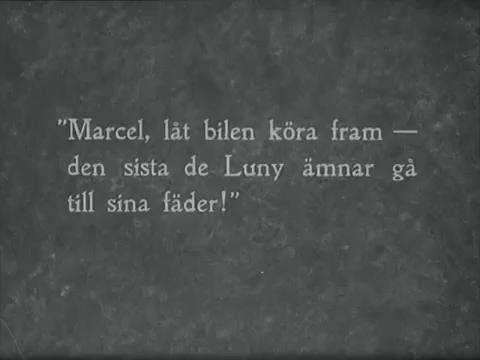 "Marcel, låt bilen köra fram —
den sista de Luny ämnar gå
till sina fäder!"